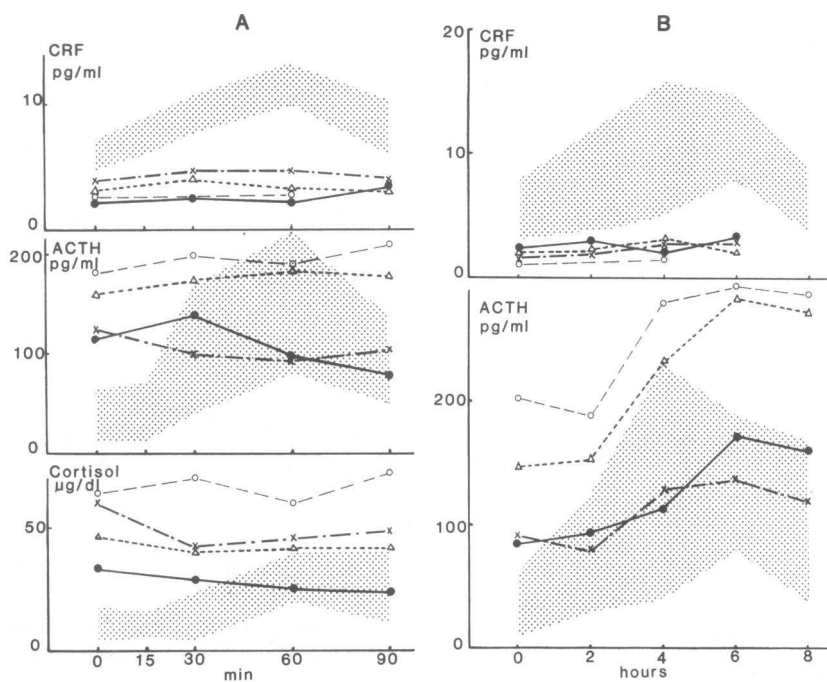 A
CRF
pg/ml
10
0
ACTH
pg/ml
200
100
0
Cortisol
µg/dl
50
0
0 15 30 60 90
min
B
20
CRF
pg/ml
10
0
ACTH
pg/ml
200
100
0
0 2 4 6 8
hours